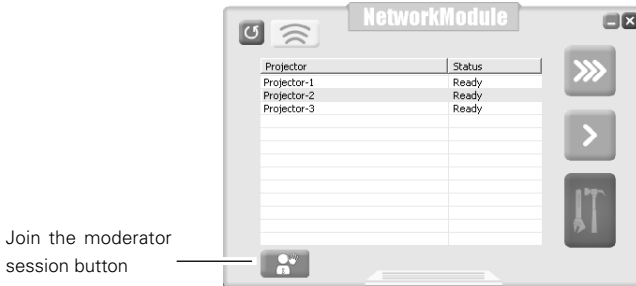 NetworkModule
Projector Status
Projector-1 Ready
Projector-2 Ready
Projector-3 Ready
Join the moderator
session button